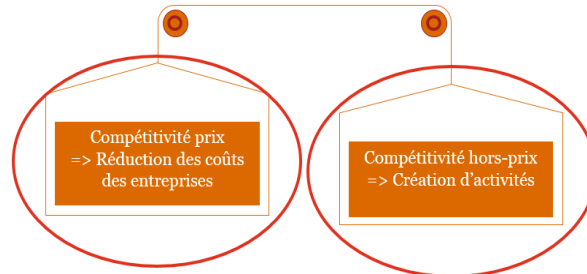 Compétitivité prix
=> Réduction des coûts
des entreprises
Compétitivité hors-prix
=> Création d’activités